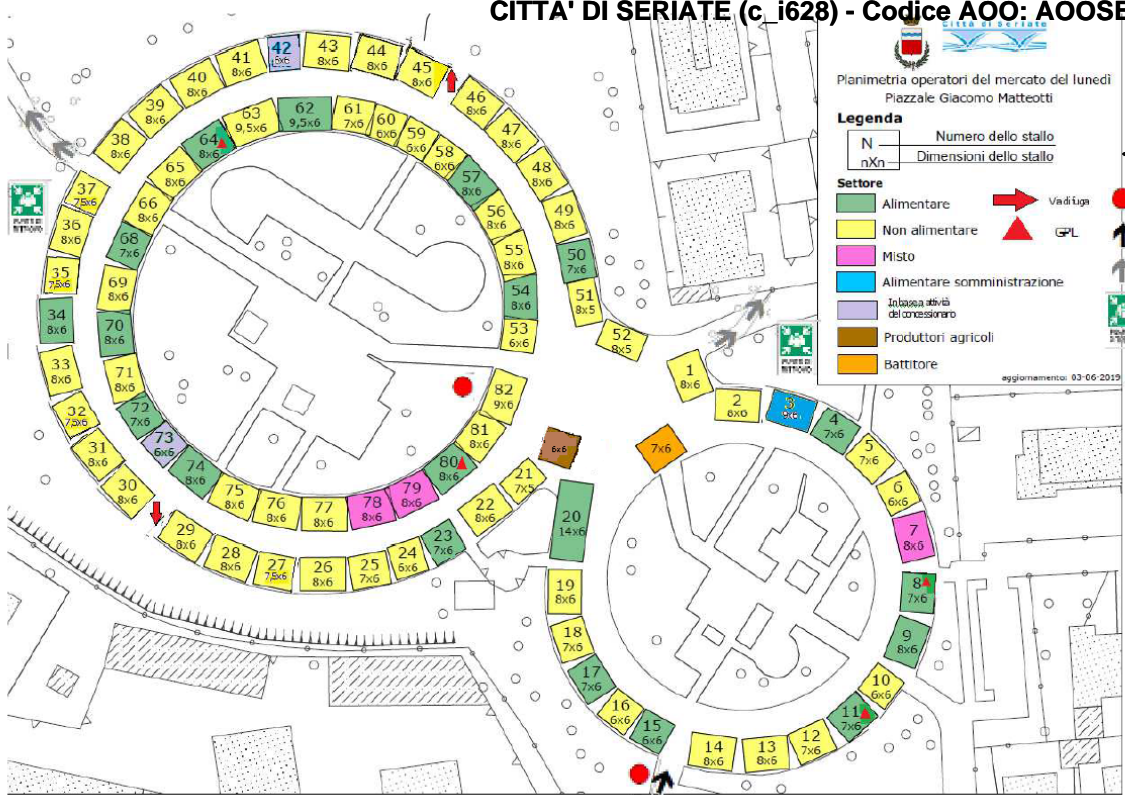 CITTA' DI SERIATE (c_i628) - Codice AOO: AOOSE
Città di Seriate
Planimetria operatori del mercato del lunedì
Piazzale Giacomo Matteotti
Legenda
N Numero dello stallo
nXn Dimensioni dello stallo
Settore
Alimentare
Non alimentare
Misto
Alimentare somministrazione
In base a attività
del concessionario
Produttori agricoli
Battitore
Via di fuga
GPL
aggiornamento: 03-06-2019
1
8x6
2
8x6
3
4
7x6
5
7x6
6
6x6
7
8x6
8
7x6
9
8x6
10
6x6
11
7x6
12
7x6
13
8x6
14
8x6
15
6x6
16
6x6
17
7x6
18
7x6
19
8x6
20
14x6
21
7x5
22
8x6
23
7x6
24
6x6
25
7x6
26
8x6
27
7,5x6
28
8x6
29
8x6
30
8x6
31
8x6
32
7,5x6
33
8x6
34
8x6
35
7,5x6
36
8x6
37
7,5x6
38
8x6
39
8x6
40
8x6
41
8x6
42
6x6
43
8x6
44
8x6
45
8x6
46
8x6
47
8x6
48
8x6
49
8x6
50
7x6
51
8x5
52
8x5
53
6x6
54
8x6
55
8x6
56
8x6
57
8x6
58
6x6
59
6x6
60
6x6
61
7x6
62
9,5x6
63
9,5x6
64
8x6
65
8x6
66
8x6
68
7x6
69
8x6
70
8x6
71
8x6
72
7x6
73
6x6
74
8x6
75
8x6
76
8x6
77
8x6
78
8x6
79
8x6
80
8x6
81
8x6
82
9x6
6x6
7x6